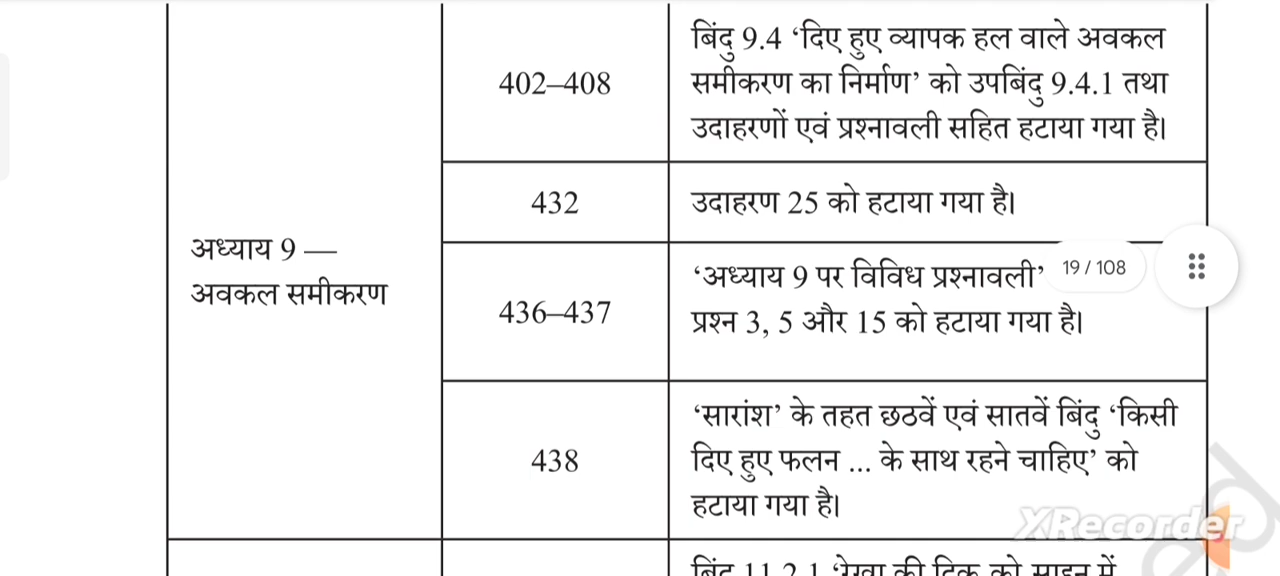 402–408
बिंदु 9.4 ‘दिए हुए व्यापक हल वाले अवकल
समीकरण का निर्माण’ को उपबिंदु 9.4.1 तथा
उदाहरणों एवं प्रश्नावली सहित हटाया गया है।
432
उदाहरण 25 को हटाया गया है।
अध्याय 9 —
अवकल समीकरण
436–437
‘अध्याय 9 पर विविध प्रश्नावली’
प्रश्न 3, 5 और 15 को हटाया गया है।
19 / 108
438
‘सारांश’ के तहत छठवें एवं सातवें बिंदु ‘किसी
दिए हुए फलन ... के साथ रहने चाहिए’ को
हटाया गया है।
XRecorder
बिंदु 11.2.1 ‘रेखा की दिक्